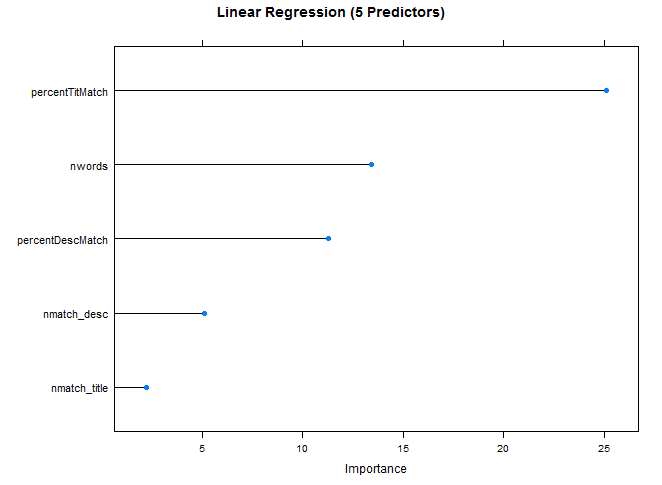 Linear Regression (5 Predictors)
percentTitMatch
nwords
percentDescMatch
nmatch_desc
nmatch_title
5 10 15 20 25
Importance